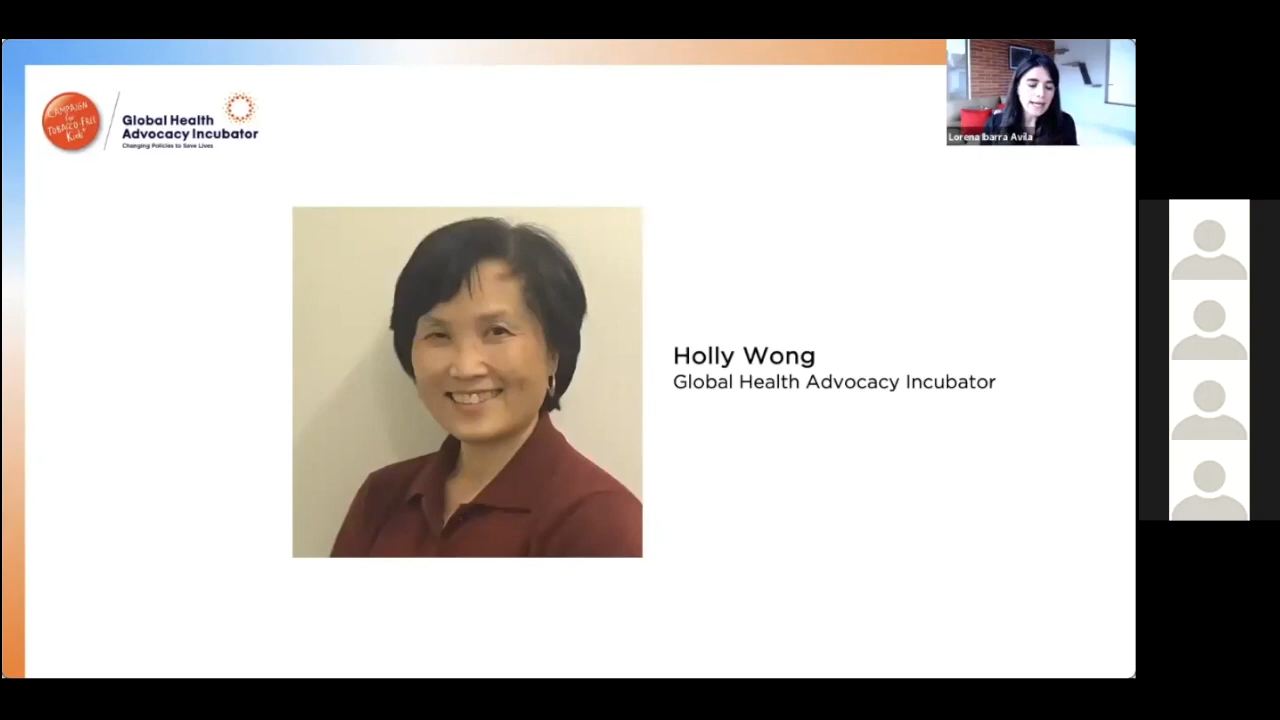 CAMPAIGN
for
TOBACCO-FREE
Kids
Global Health
Advocacy Incubator
Changing Policies to Save Lives
Lorena Ibarra Avila
Holly Wong
Global Health Advocacy Incubator